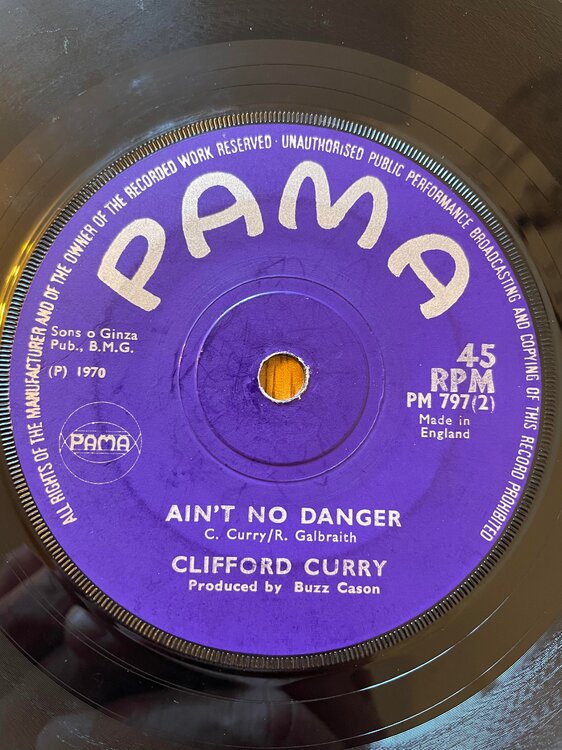 ALL RIGHTS OF THE MANUFACTURER AND OF THE OWNER OF THE RECORDED WORK RESERVED · UNAUTHORISED PUBLIC PERFORMANCE BROADCASTING AND COPYING OF THIS RECORD PROHIBITED
PAMA
Sons o Ginza
Pub., B.M.G.
(P) 1970
PAMA
45
RPM
PM 797(2)
Made in
England
AIN'T NO DANGER
C. Curry/R. Galbraith
CLIFFORD CURRY
Produced by Buzz Cason